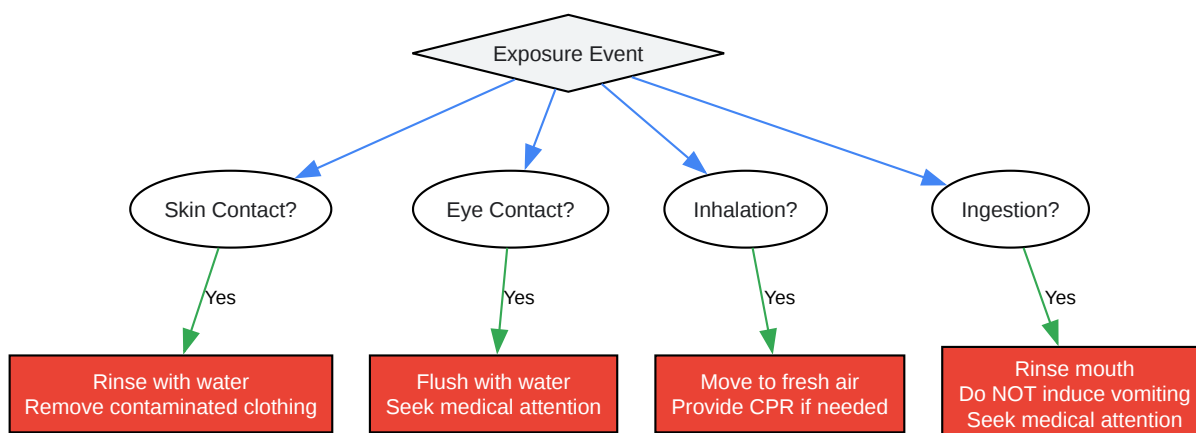 Exposure Event
Skin Contact?
Eye Contact?
Inhalation?
Ingestion?
Yes
Yes
Yes
Yes
Rinse with water
Remove contaminated clothing
Flush with water
Seek medical attention
Move to fresh air
Provide CPR if needed
Rinse mouth
Do NOT induce vomiting
Seek medical attention